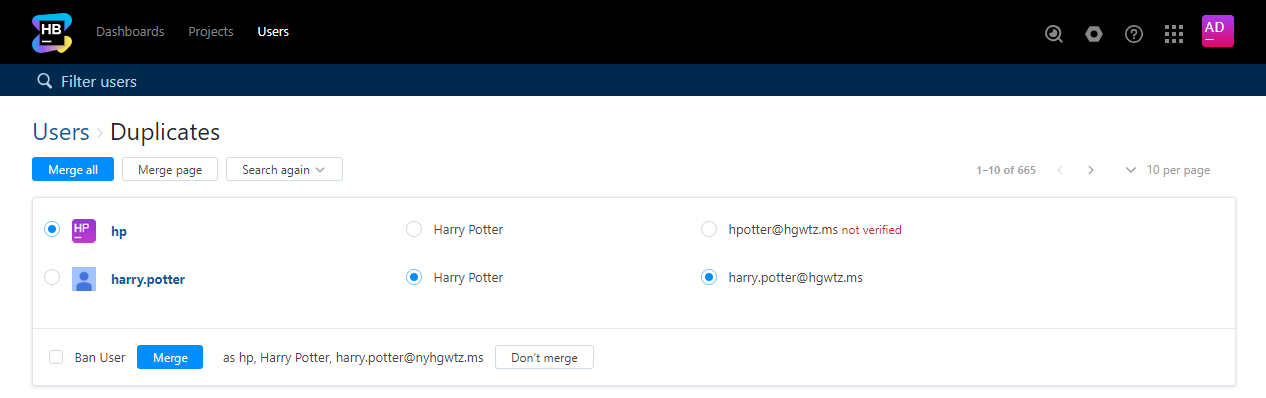 HB Dashboards Projects Users AD
Filter users
Users › Duplicates
Merge all Merge page Search again 1–10 of 665 10 per page
HP hp Harry Potter hpotter@hgwtz.ms not verified
harry.potter Harry Potter harry.potter@hgwtz.ms
Ban User Merge as hp, Harry Potter, harry.potter@nyhgwtz.ms Don't merge